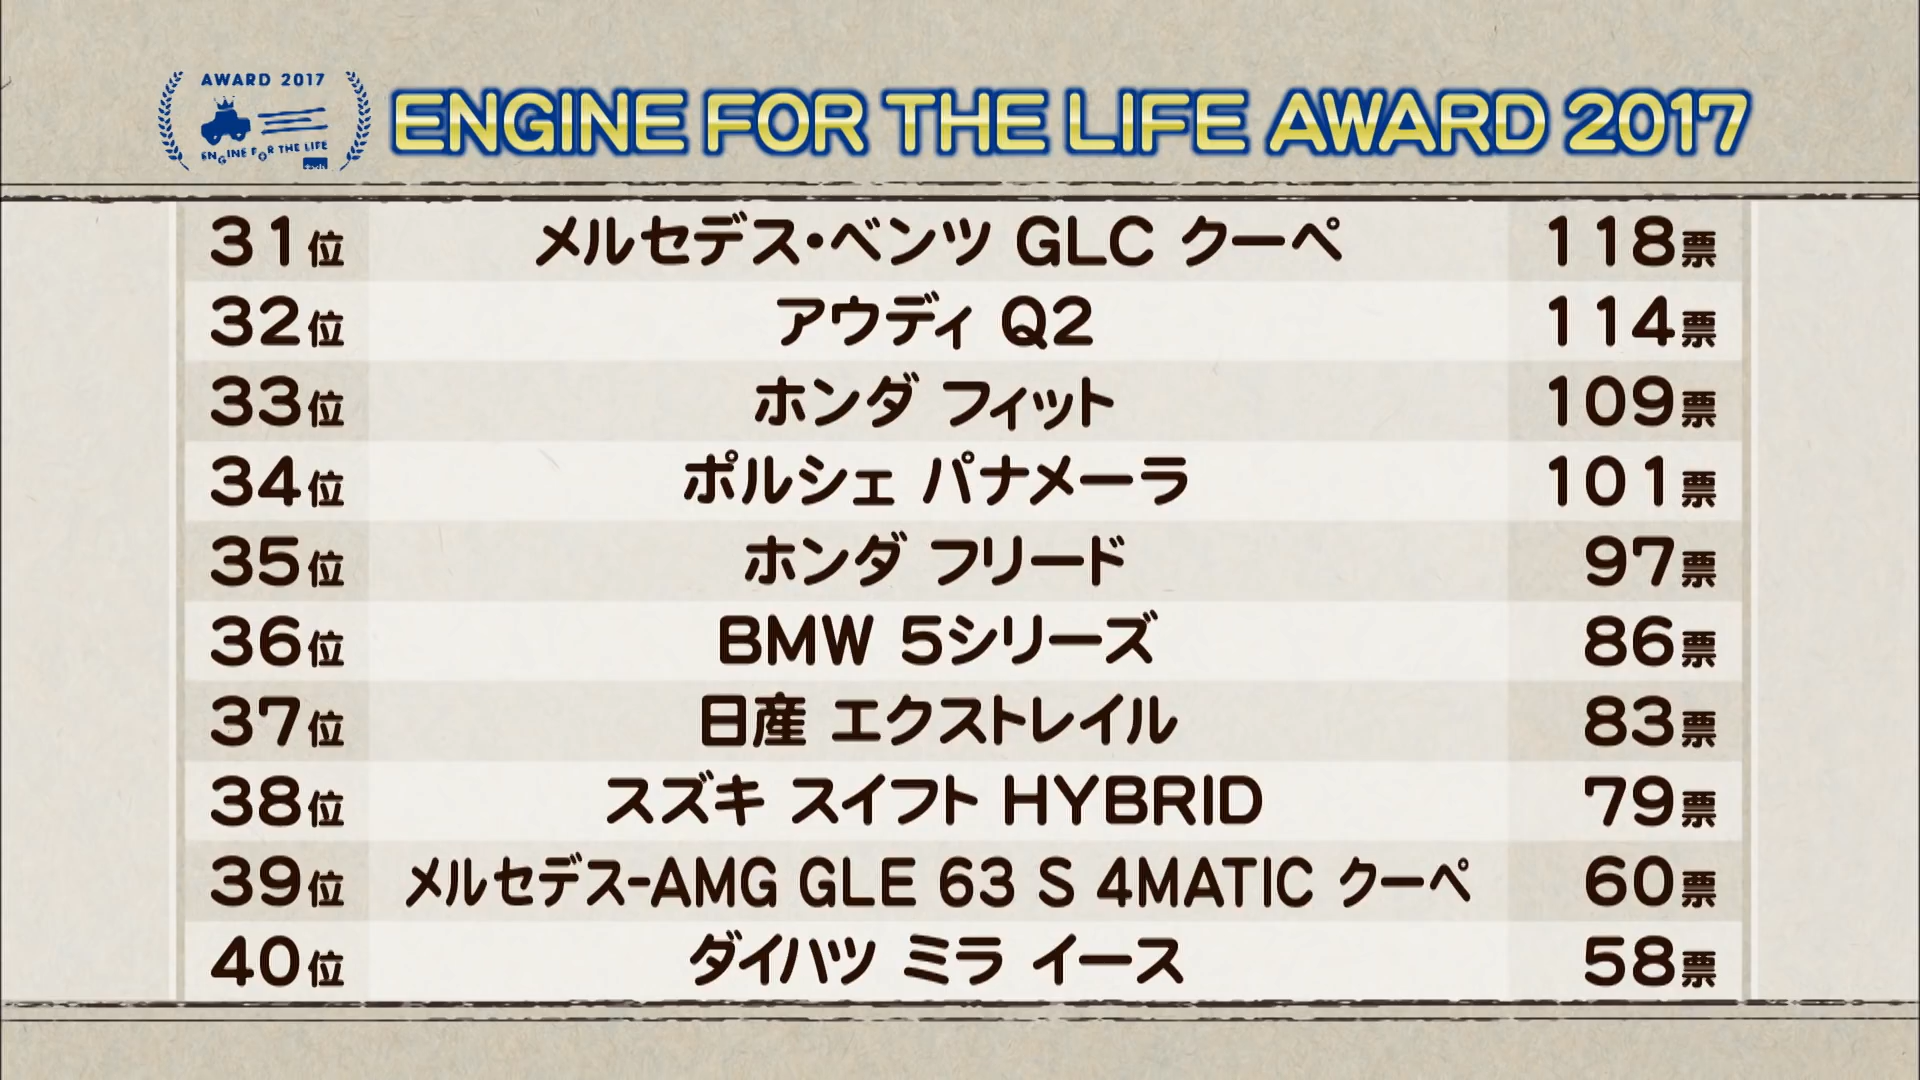 AWARD 2017
ENGINE FOR THE LIFE
ENGINE FOR THE LIFE AWARD 2017
31位 メルセデス・ベンツ GLC クーペ 118票
32位 アウディ Q2 114票
33位 ホンダ フィット 109票
34位 ポルシェ パナメーラ 101票
35位 ホンダ フリード 97票
36位 BMW 5シリーズ 86票
37位 日産 エクストレイル 83票
38位 スズキ スイフト HYBRID 79票
39位 メルセデス-AMG GLE 63 S 4MATIC クーペ 60票
40位 ダイハツ ミラ イース 58票